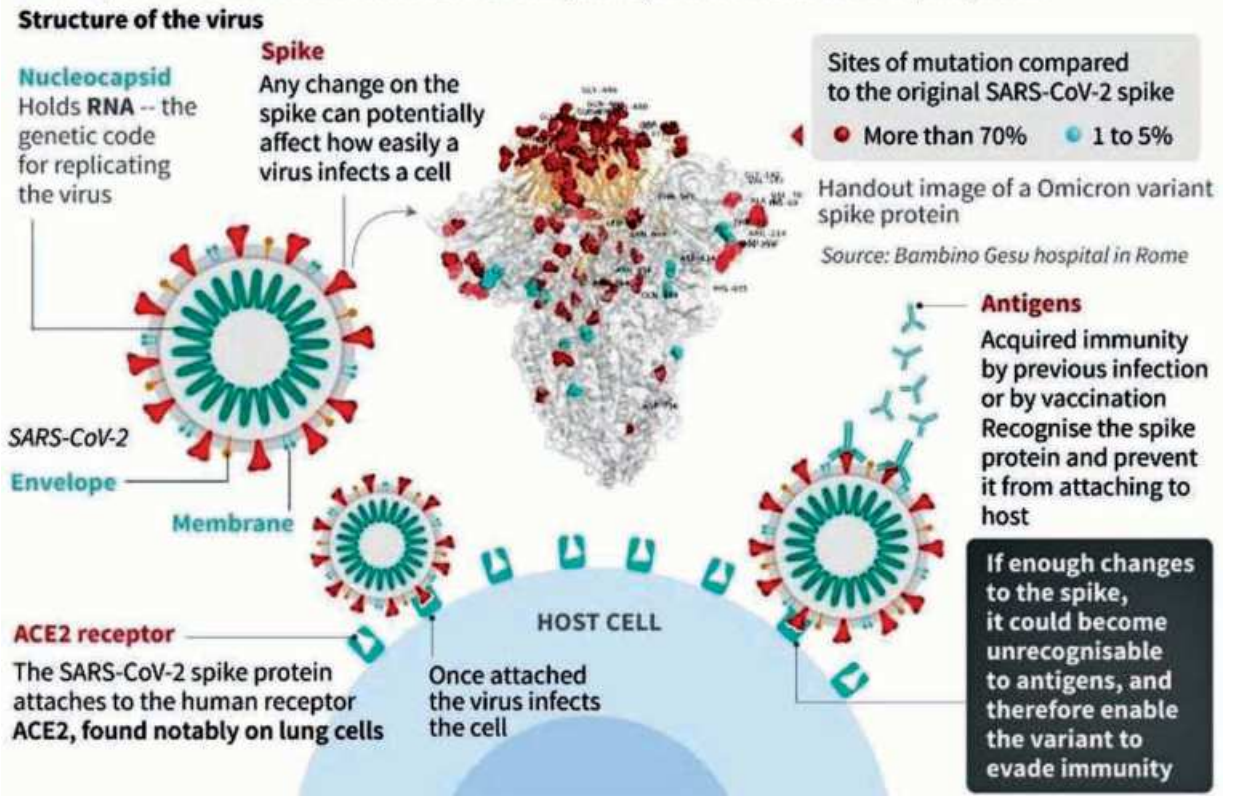 Structure of the virus
Nucleocapsid
Holds RNA -- the
genetic code
for replicating
the virus
Spike
Any change on the
spike can potentially
affect how easily a
virus infects a cell
Sites of mutation compared
to the original SARS-CoV-2 spike
More than 70%
1 to 5%
Handout image of a Omicron variant
spike protein
Source: Bambino Gesu hospital in Rome
Antigens
Acquired immunity
by previous infection
or by vaccination
Recognise the spike
protein and prevent
it from attaching to
host
SARS-CoV-2
Envelope
Membrane
HOST CELL
ACE2 receptor
The SARS-CoV-2 spike protein
attaches to the human receptor
ACE2, found notably on lung cells
Once attached
the virus infects
the cell
If enough changes
to the spike,
it could become
unrecognisable
to antigens, and
therefore enable
the variant to
evade immunity